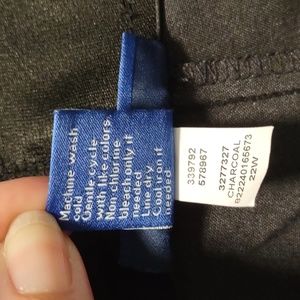 Machine wash
cold
Gentle cycle
with like colors
Non-chlorine
bleach only if
needed
Line dry
Cool iron if
needed
339792
578967
3277327
CHARCOAL
822240165673
22W